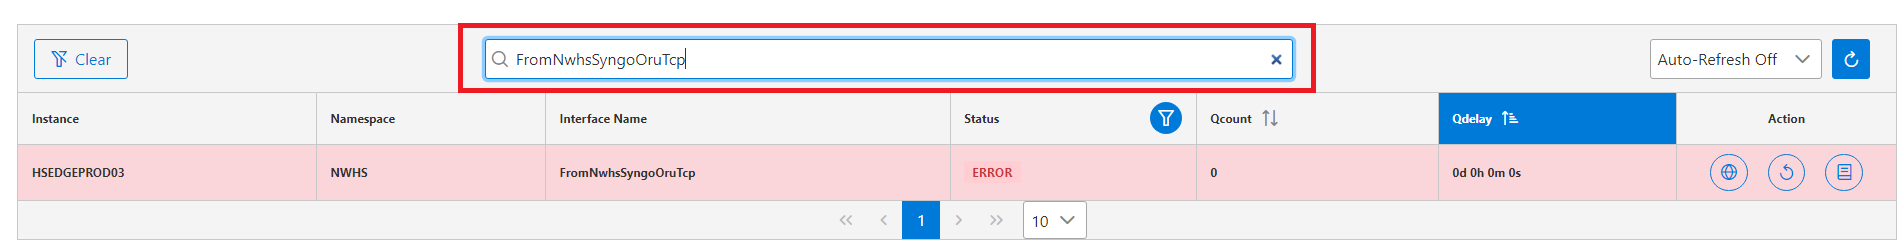 Clear
FromNwhsSyngoOruTcp
Auto-Refresh Off
Instance Namespace Interface Name Status Qcount Qdelay Action
HSEDGEPROD03 NWHS FromNwhsSyngoOruTcp ERROR 0 0d 0h 0m 0s
1 10